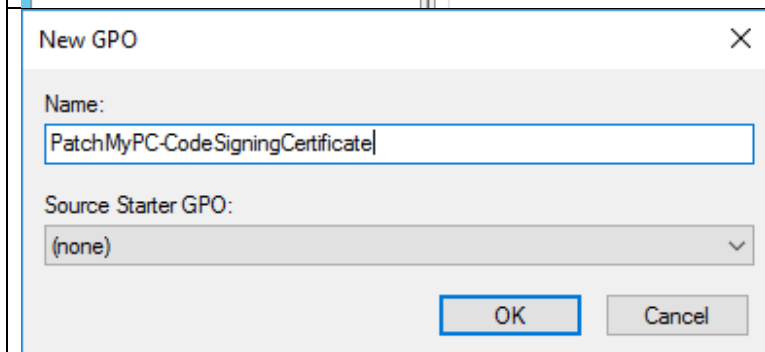 New GPO
Name:
PatchMyPC-CodeSigningCertificate
Source Starter GPO:
(none)
OK
Cancel